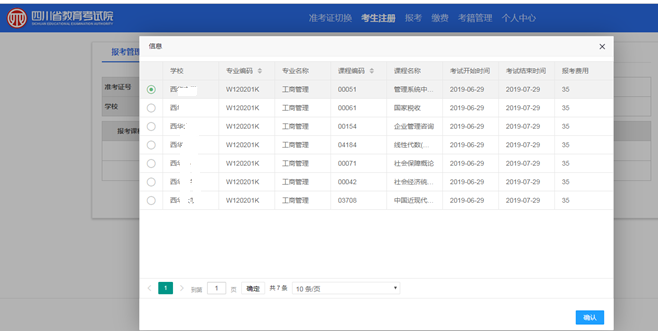 四川省教育考试院
准考证切换 考生注册 报考 缴费 考籍管理 个人中心
报考管理
信息
准考证号
学校
报考课
学校 专业编码 专业名称 课程编码 课程名称 考试开始时间 考试结束时间 报考费用
西 W120201K 工商管理 00051 管理系统中... 2019-06-29 2019-07-29 35
西 W120201K 工商管理 00061 国家税收 2019-06-29 2019-07-29 35
西华 W120201K 工商管理 00154 企业管理咨询 2019-06-29 2019-07-29 35
西华 W120201K 工商管理 04184 线性代数(... 2019-06-29 2019-07-29 35
西 W120201K 工商管理 00071 社会保障概论 2019-06-29 2019-07-29 35
西 W120201K 工商管理 00042 社会经济统... 2019-06-29 2019-07-29 35
西 W120201K 工商管理 03708 中国近现代... 2019-06-29 2019-07-29 35
1 到第 1 页 确定 共 7 条 10 条/页
确认